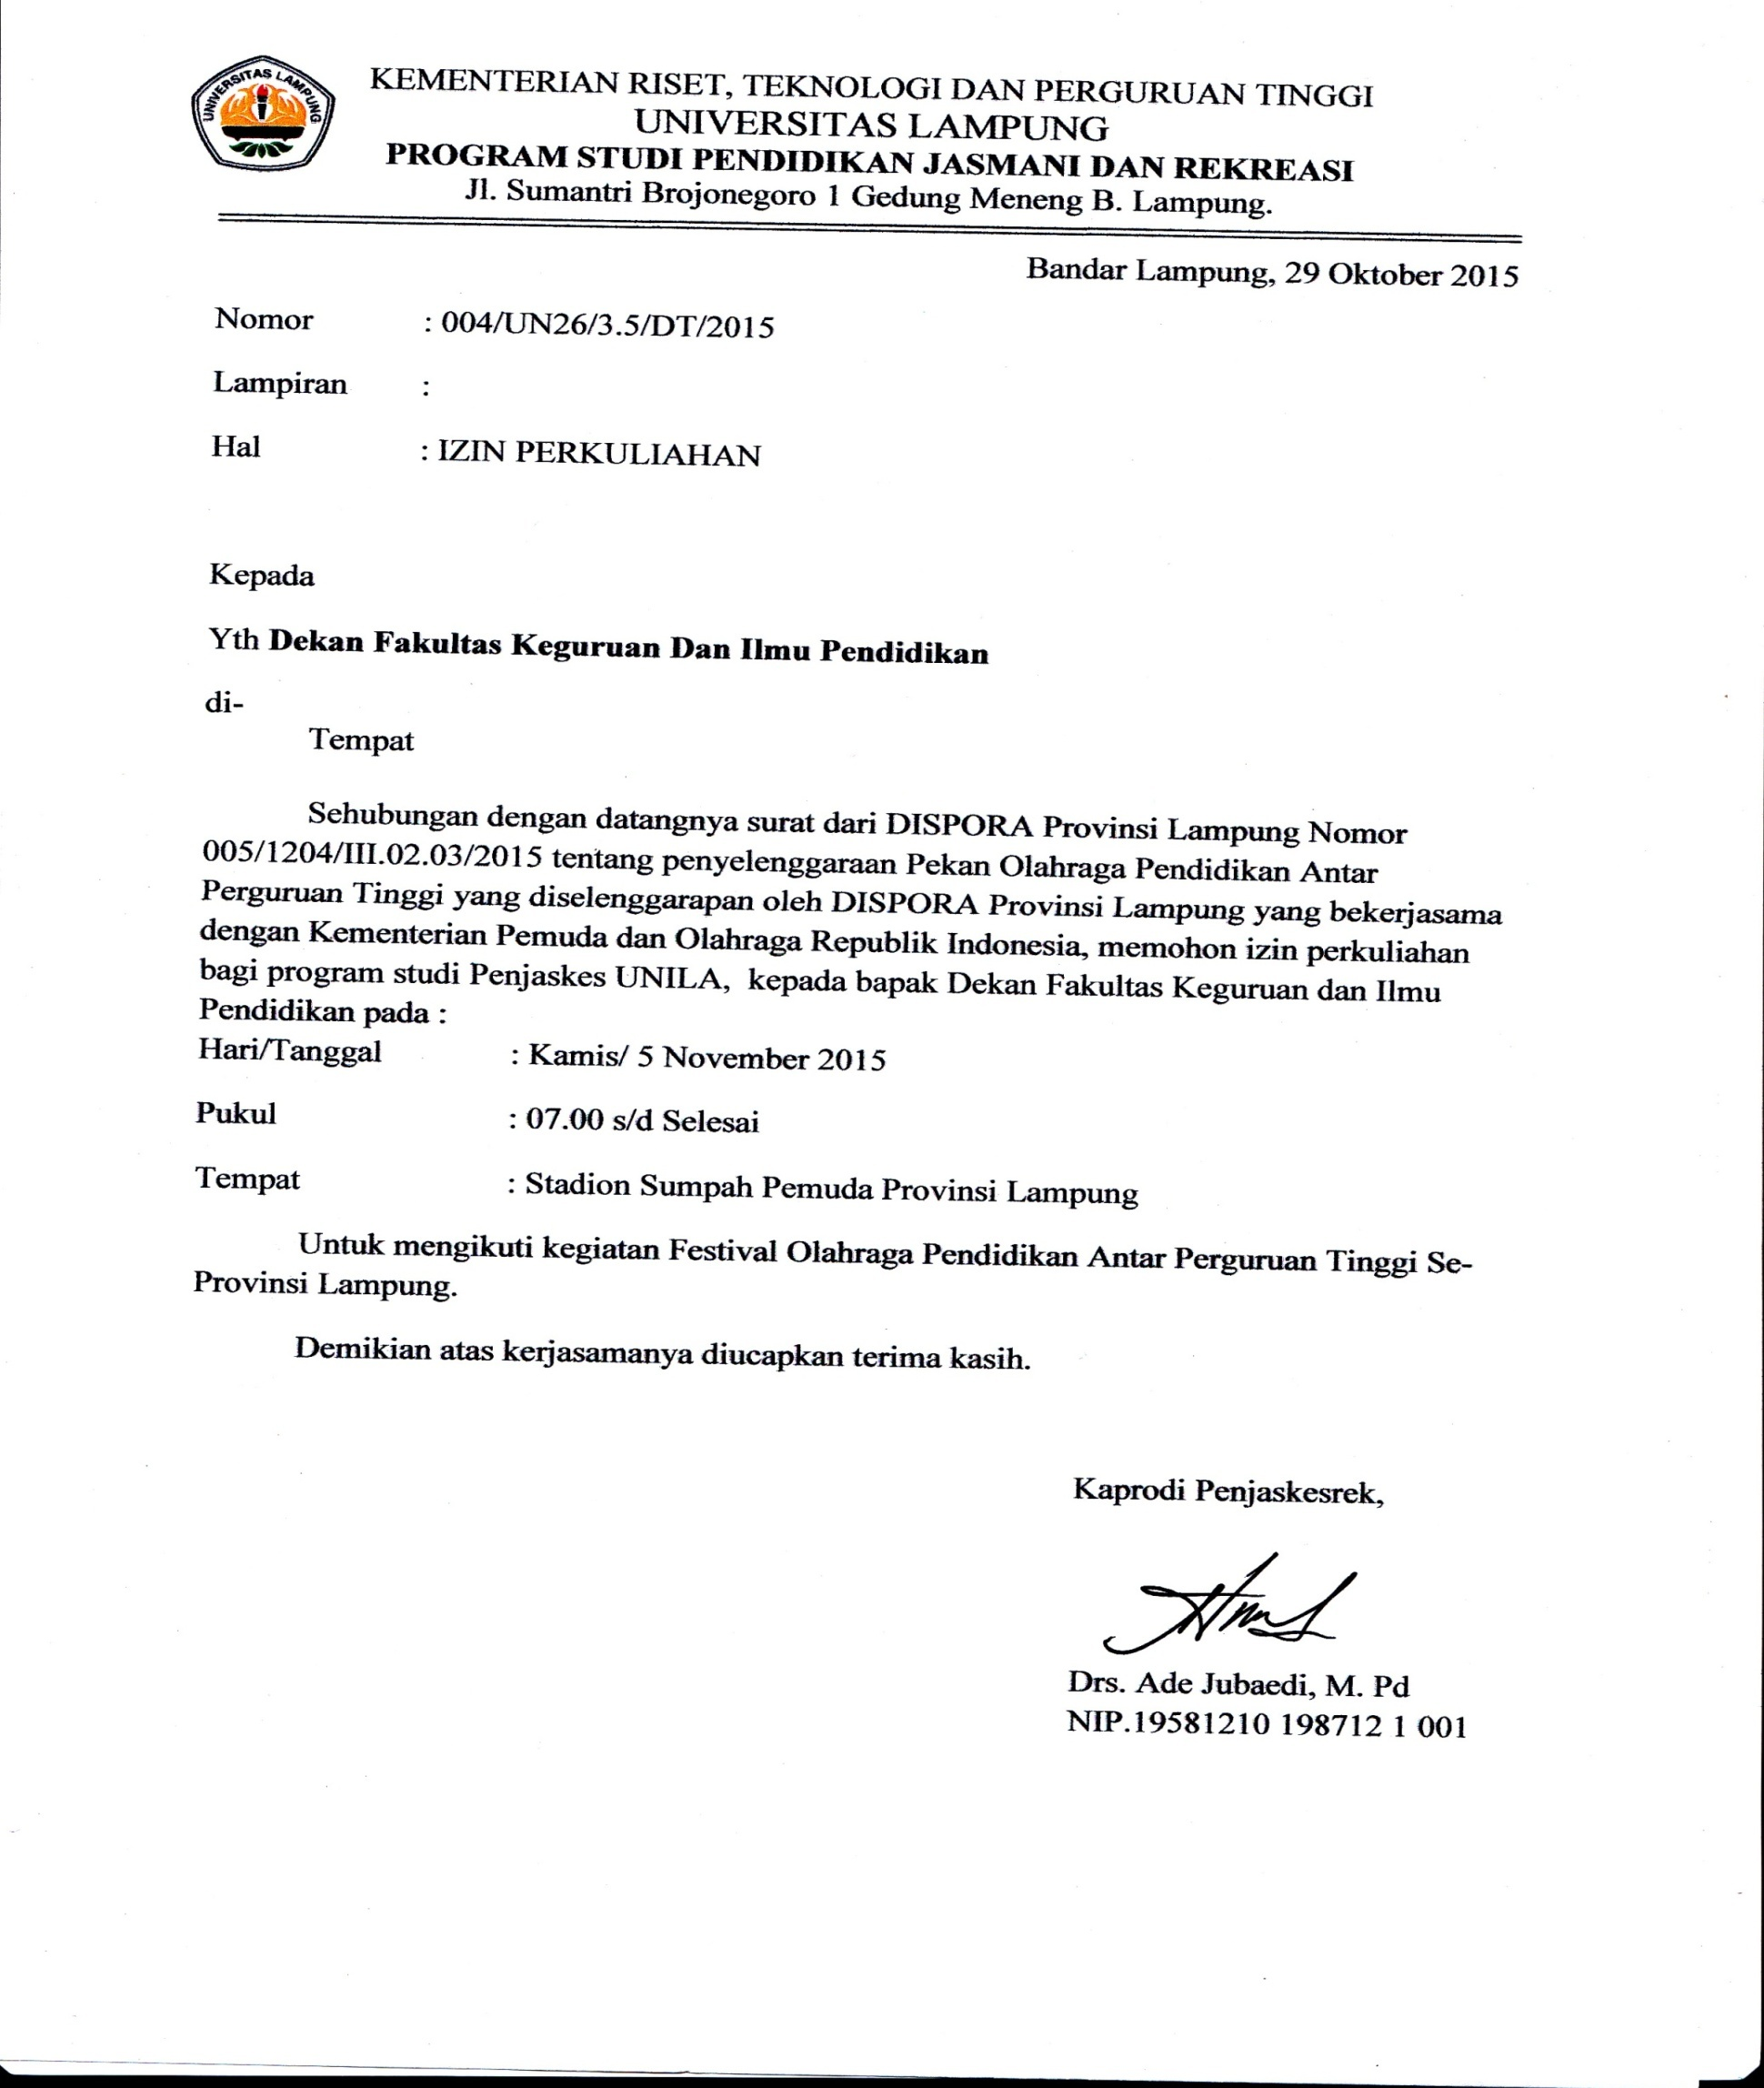 UNIVERSITAS LAMPUNG
KEMENTERIAN RISET, TEKNOLOGI DAN PERGURUAN TINGGI
UNIVERSITAS LAMPUNG
PROGRAM STUDI PENDIDIKAN JASMANI DAN REKREASI
Jl. Sumantri Brojonegoro 1 Gedung Meneng B. Lampung.
Bandar Lampung, 29 Oktober 2015
Nomor : 004/UN26/3.5/DT/2015
Lampiran :
Hal : IZIN PERKULIAHAN
Kepada
Yth Dekan Fakultas Keguruan Dan Ilmu Pendidikan
di-
Tempat
Sehubungan dengan datangnya surat dari DISPORA Provinsi Lampung Nomor
005/1204/III.02.03/2015 tentang penyelenggaraan Pekan Olahraga Pendidikan Antar
Perguruan Tinggi yang diselenggarapan oleh DISPORA Provinsi Lampung yang bekerjasama
dengan Kementerian Pemuda dan Olahraga Republik Indonesia, memohon izin perkuliahan
bagi program studi Penjaskes UNILA, kepada bapak Dekan Fakultas Keguruan dan Ilmu
Pendidikan pada :
Hari/Tanggal : Kamis/ 5 November 2015
Pukul : 07.00 s/d Selesai
Tempat : Stadion Sumpah Pemuda Provinsi Lampung
Untuk mengikuti kegiatan Festival Olahraga Pendidikan Antar Perguruan Tinggi Se-
Provinsi Lampung.
Demikian atas kerjasamanya diucapkan terima kasih.
Kaprodi Penjaskesrek,
Drs. Ade Jubaedi, M. Pd
NIP.19581210 198712 1 001